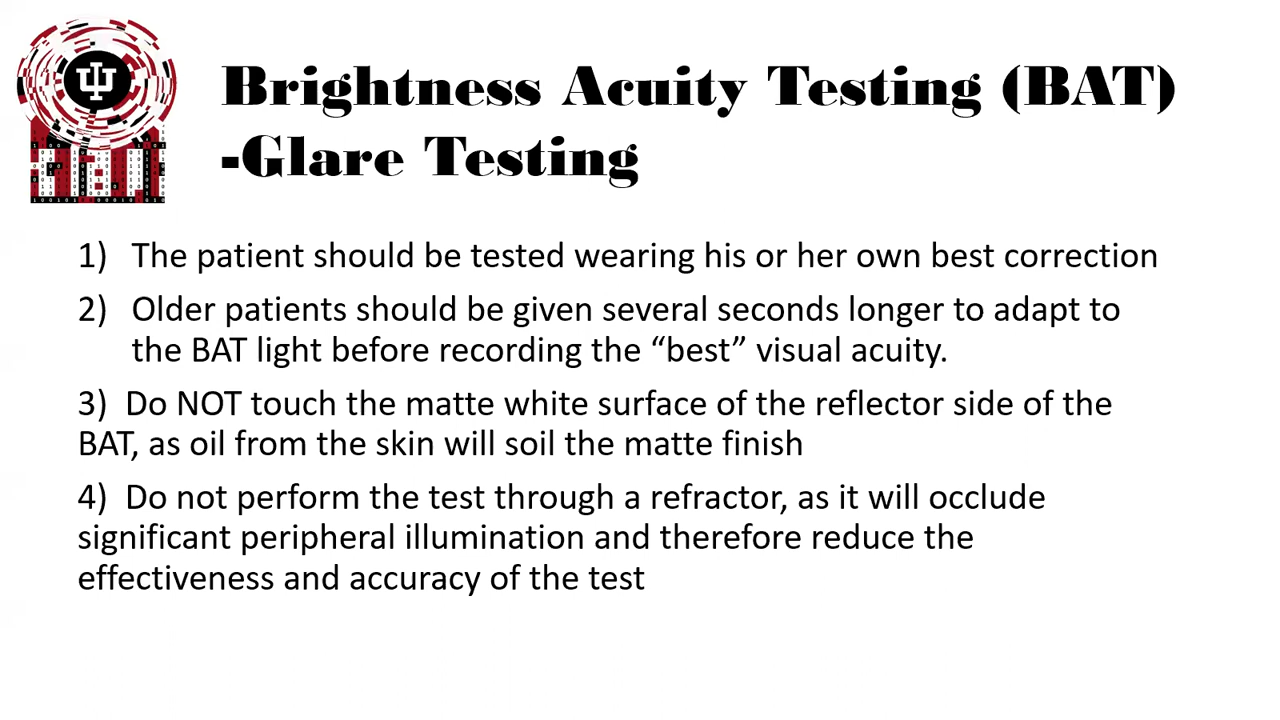 Brightness Acuity Testing (BAT)
-Glare Testing
1) The patient should be tested wearing his or her own best correction
2) Older patients should be given several seconds longer to adapt to
the BAT light before recording the “best” visual acuity.
3) Do NOT touch the matte white surface of the reflector side of the
BAT, as oil from the skin will soil the matte finish
4) Do not perform the test through a refractor, as it will occlude
significant peripheral illumination and therefore reduce the
effectiveness and accuracy of the test